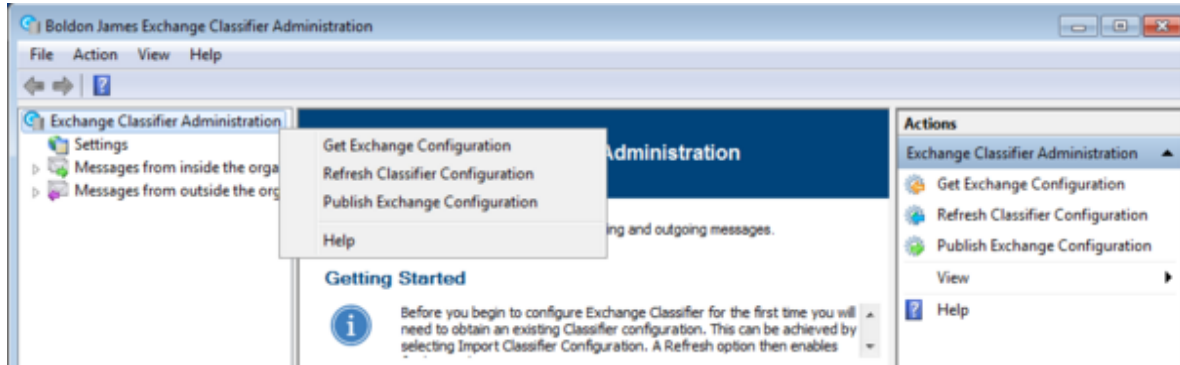 Boldon James Exchange Classifier Administration
File Action View Help
Exchange Classifier Administration
Settings
Messages from inside the orga
Messages from outside the org
Get Exchange Configuration
Refresh Classifier Configuration
Publish Exchange Configuration
Help
Administration
ing and outgoing messages.
Getting Started
Before you begin to configure Exchange Classifier for the first time you will
need to obtain an existing Classifier configuration. This can be achieved by
selecting Import Classifier Configuration. A Refresh option then enables
Actions
Exchange Classifier Administration
Get Exchange Configuration
Refresh Classifier Configuration
Publish Exchange Configuration
View
Help